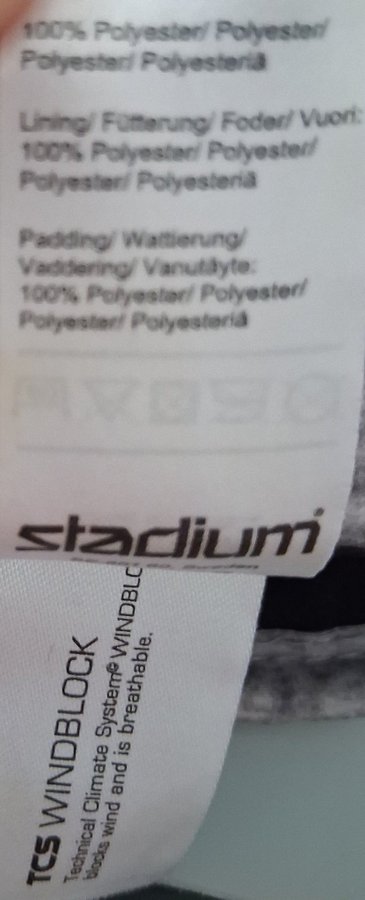 100% Polyester/ Polyester/
Polyester/ Polyesteriä
Lining/ Fütterung/ Foder/ Vuori:
100% Polyester/ Polyester/
Polyester/ Polyesteriä
Padding/ Wattierung/
Vaddering/ Vanutäyte:
100% Polyester/ Polyester/
Polyester/ Polyesteriä
stadium
TCS WINDBLOCK
Technical Climate System® WINDBLOC
blocks wind and is breathable.